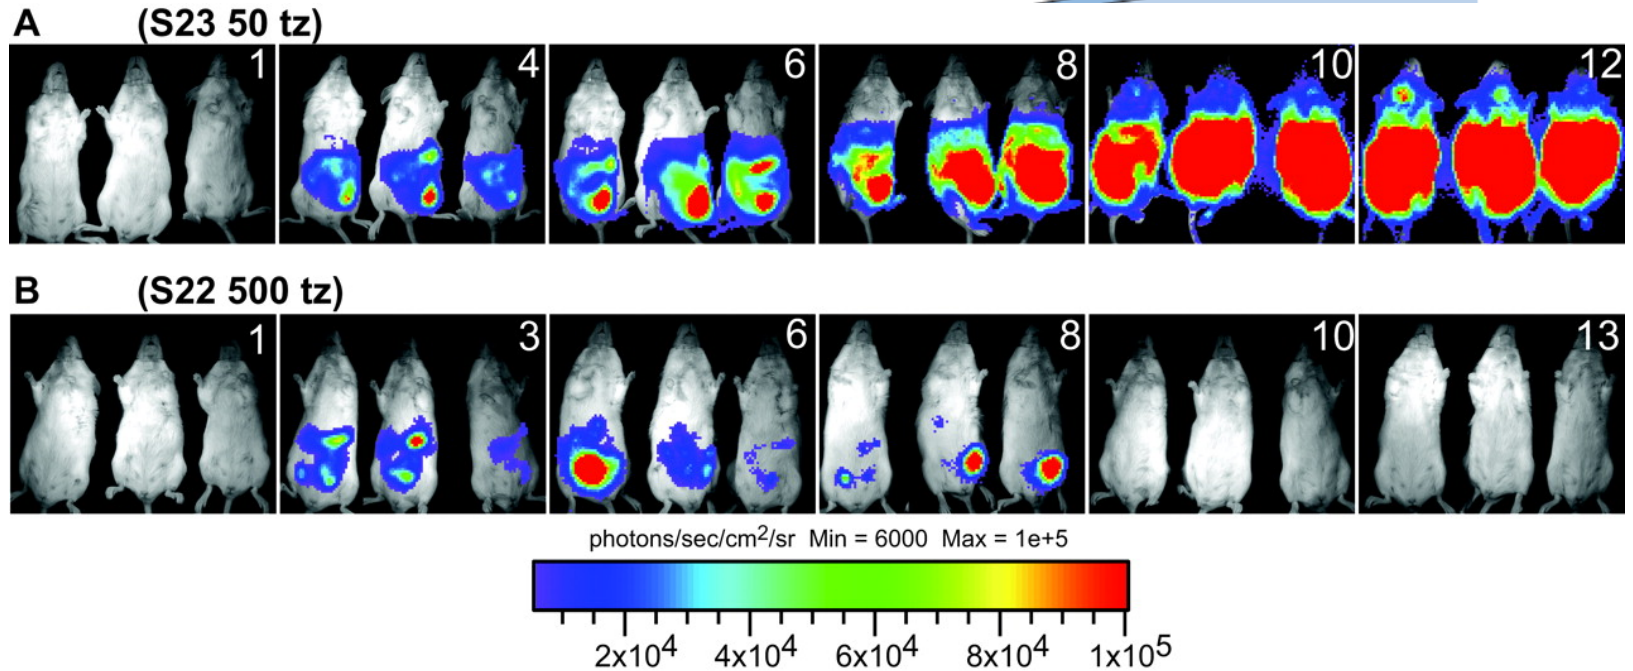 A (S23 50 tz)
1 4 6 8 10 12
B (S22 500 tz)
1 3 6 8 10 13
photons/sec/cm² /sr Min = 6000 Max = 1e+5
2x10⁴ 4x10⁴ 6x10⁴ 8x10⁴ 1x10⁵